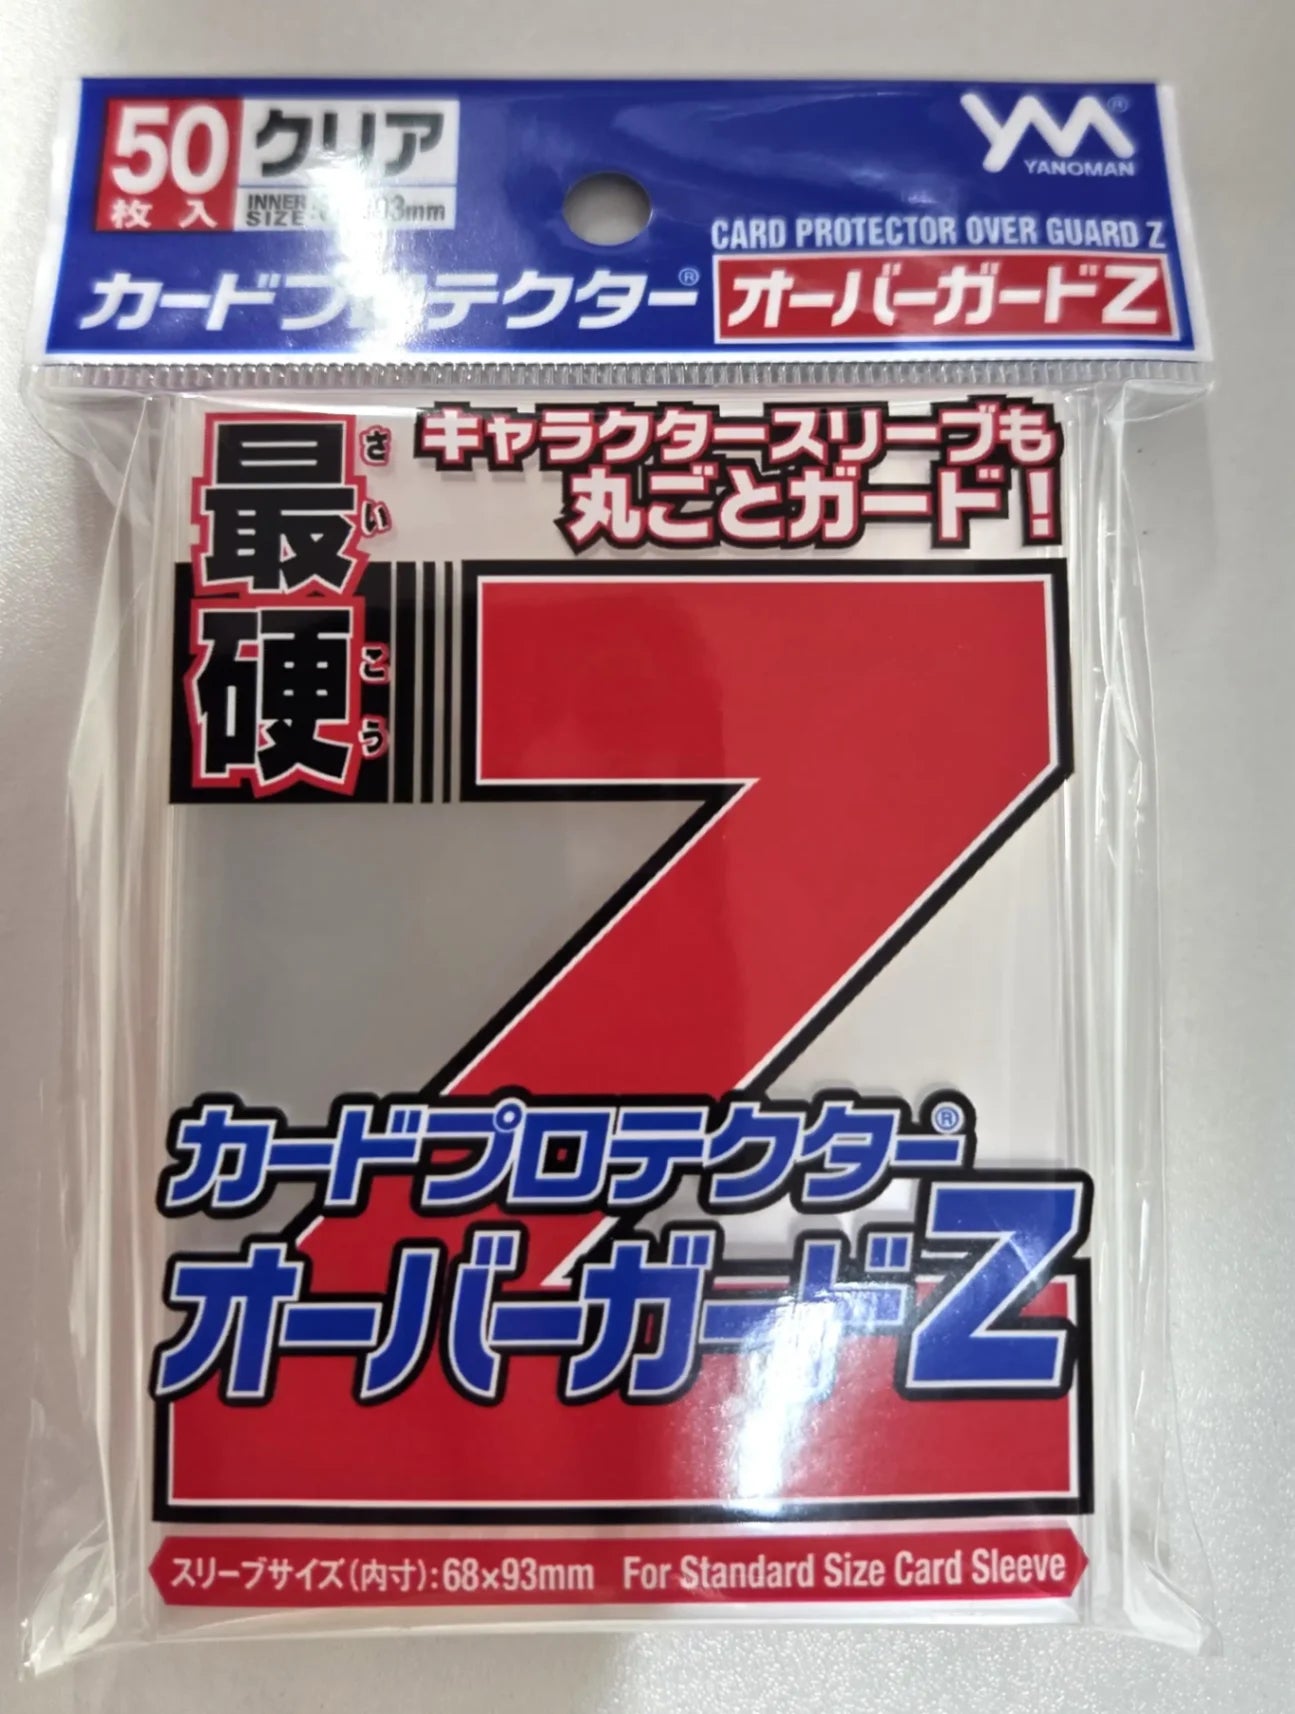 50
枚入
クリア
INNER
SIZE
93mm
YM®
YANOMAN
CARD PROTECTOR OVER GUARD Z
カードプロテクター®
オーバーガードZ
最硬
さいこう
キャラクタースリーブも
丸ごとガード!
カードプロテクター®
オーバーガードZ
スリーブサイズ(内寸):68×93mm For Standard Size Card Sleeve